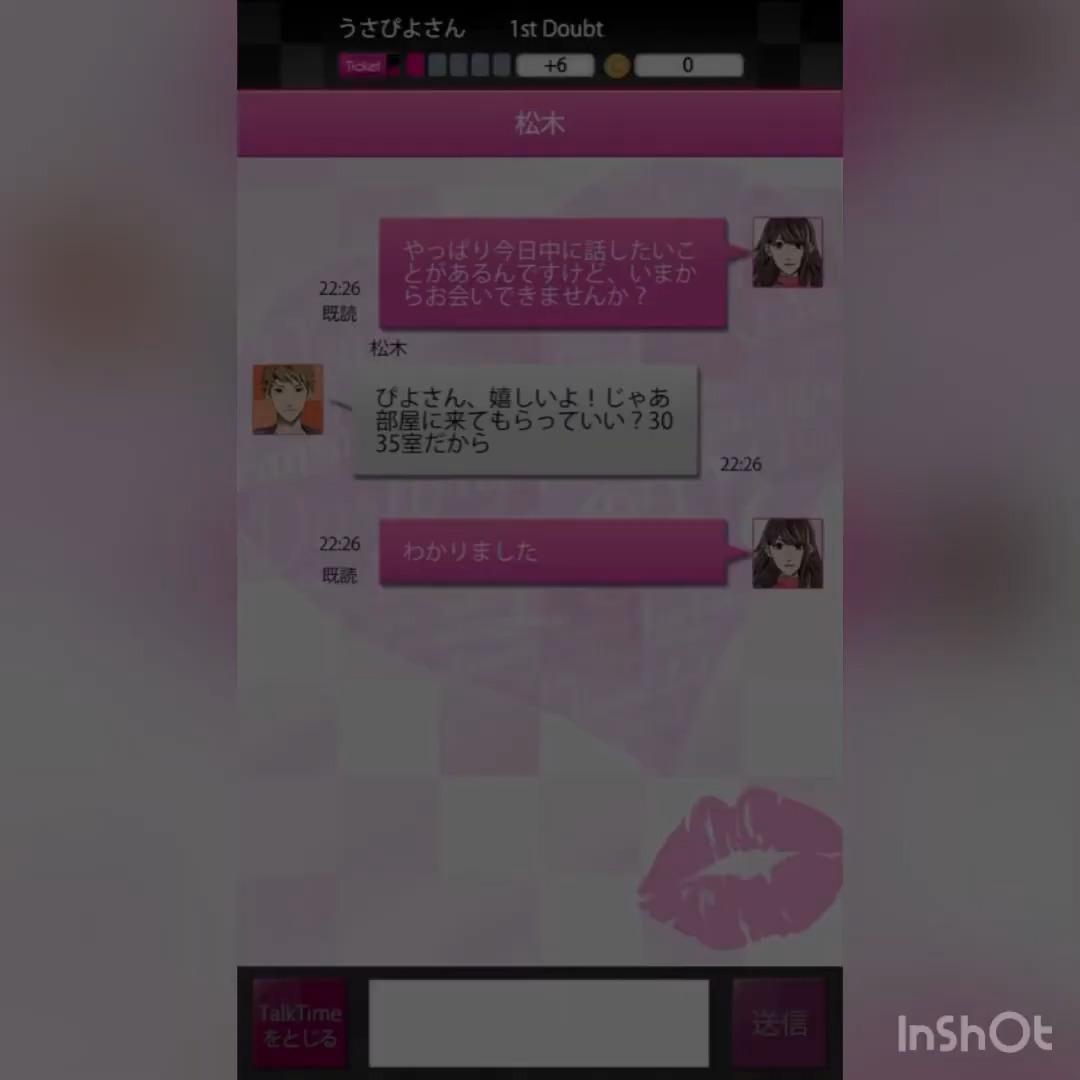 うさぴよさん 1st Doubt
Ticket +6 0
松木
やっぱり今日中に話したいこ
とがあるんですけど、いまか
らお会いできませんか？
22:26
既読
松木
ぴよさん、嬉しいよ！じゃあ
部屋に来てもらっていい？30
35室だから
22:26
わかりました
22:26
既読
TalkTime
をとじる
送信
InShOt